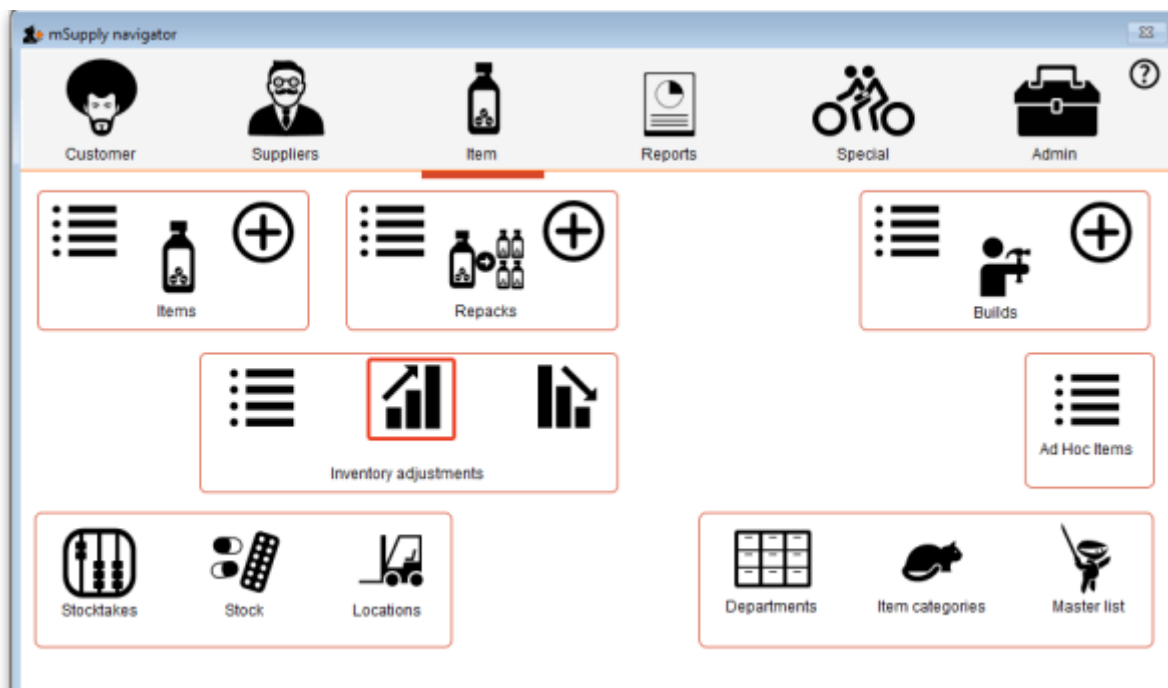 mSupply navigator
?
Customer
Suppliers
Item
Reports
Special
Admin
Items
Repacks
Builds
Inventory adjustments
Ad Hoc Items
Stocktakes
Stock
Locations
Departments
Item categories
Master list